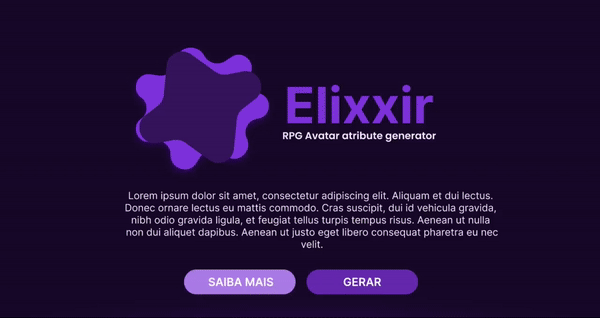 Elixxir
RPG Avatar atribute generator
Lorem ipsum dolor sit amet, consectetur adipiscing elit. Aliquam et dui lectus.
Donec ornare lectus eu mattis commodo. Cras suscipit, dui id vehicula gravida,
nibh odio gravida ligula, et feugiat tellus turpis tempus risus. Aenean ut nulla
non dui aliquet dapibus. Aenean ut justo eget libero consequat pharetra eu nec
velit.
SAIBA MAIS
GERAR